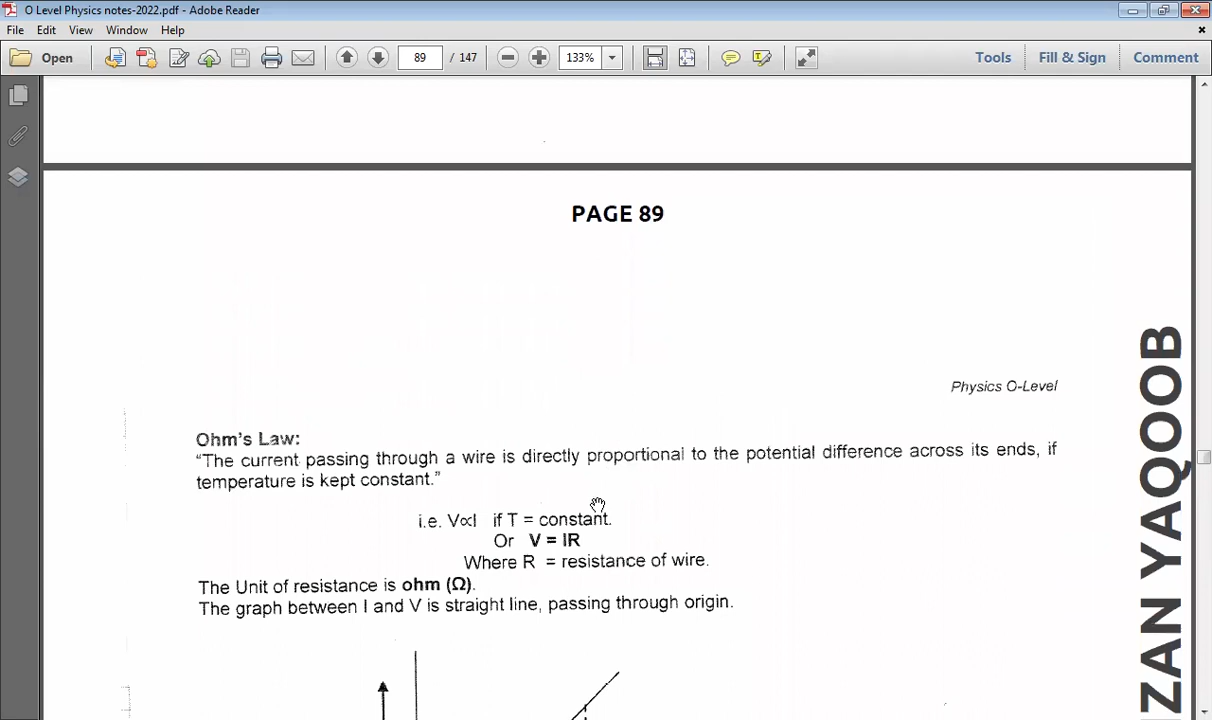 O Level Physics notes-2022.pdf - Adobe Reader
File Edit View Window Help
Open 89 / 147 133% Tools Fill & Sign Comment
PAGE 89
Physics O-Level
Ohm's Law:
"The current passing through a wire is directly proportional to the potential difference across its ends, if
temperature is kept constant."
i.e. V∝I if T = constant.
Or V = IR
Where R = resistance of wire.
The Unit of resistance is ohm (Ω).
The graph between I and V is straight line, passing through origin.
ZAN YAQOOB